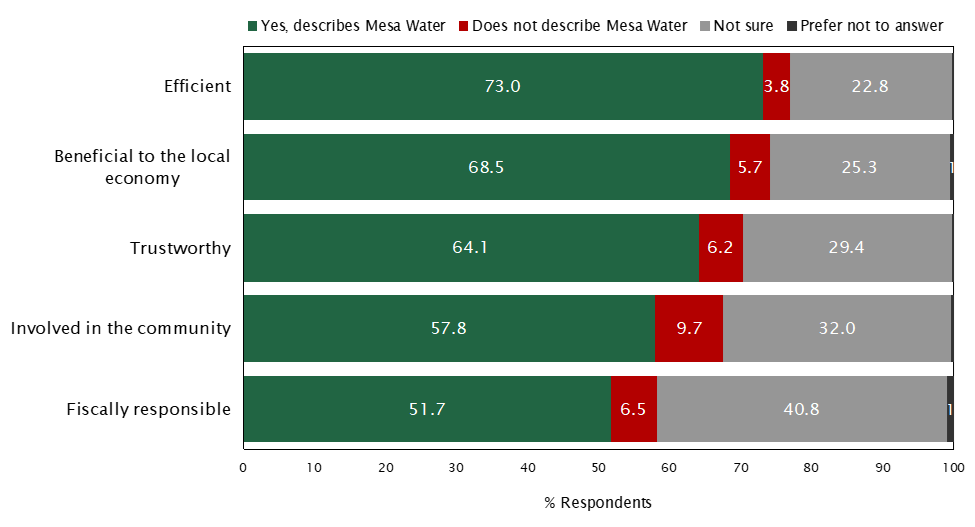 Yes, describes Mesa Water Does not describe Mesa Water Not sure Prefer not to answer
Efficient 73.0 3.8 22.8
Beneficial to the local
economy 68.5 5.7 25.3 1
Trustworthy 64.1 6.2 29.4
Involved in the community 57.8 9.7 32.0
Fiscally responsible 51.7 6.5 40.8 1
0 10 20 30 40 50 60 70 80 90 100
% Respondents